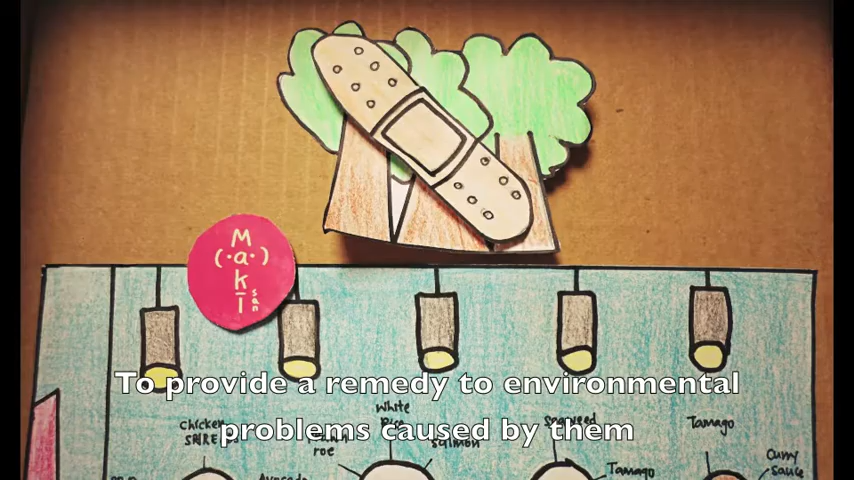 M
(·a·)
k
i
san
To provide a remedy to environmental
problems caused by them
White
Chicken
Seaweed
Tamago
roe
Salmon
Avocado
Tamago
Curry
sauce